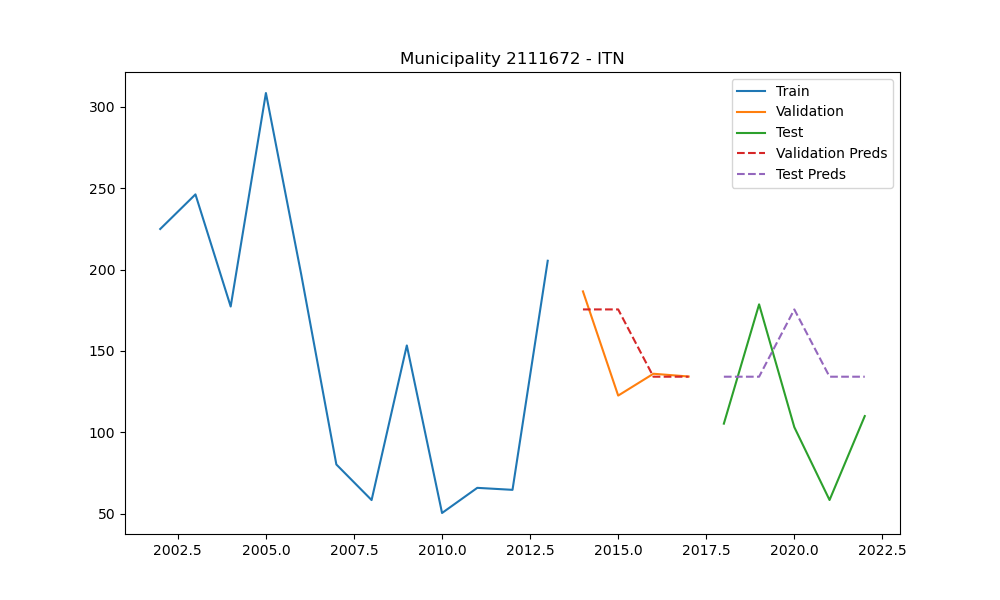 Municipality 2111672 - ITN
Train
Validation
Test
Validation Preds
Test Preds
300
250
200
150
100
50
2002.5 2005.0 2007.5 2010.0 2012.5 2015.0 2017.5 2020.0 2022.5